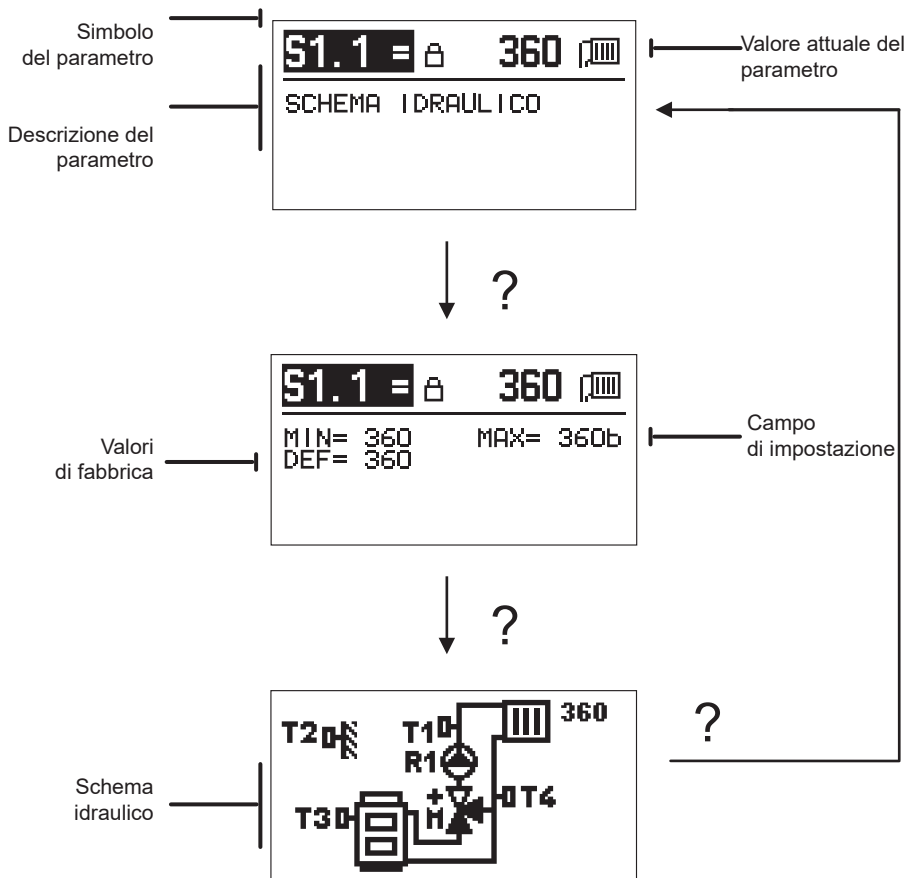 Simbolo
del parametro
S1.1 = 360
Valore attuale del
parametro
SCHEMA IDRAULICO
Descrizione del
parametro
?
S1.1 = 360
MIN= 360 MAX= 360b
DEF= 360
Valori
di fabbrica
Campo
di impostazione
?
T2 T1 360
R1
+
M T4
T3
?
Schema
idraulico